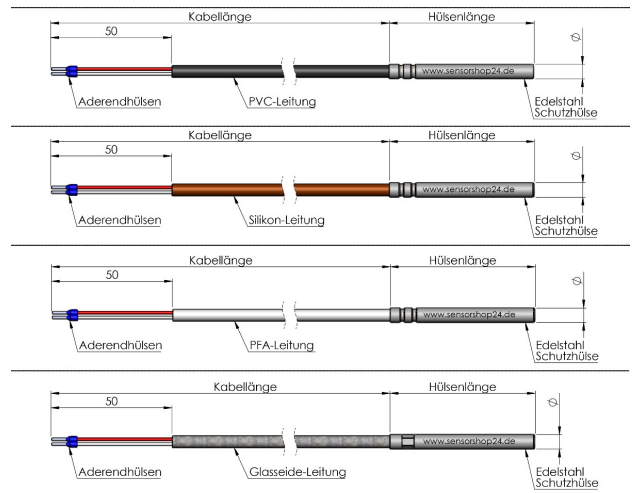 Kabellänge Hülsenlänge
50 Ø
www.sensorshop24.de
Aderendhülsen PVC-Leitung Edelstahl
Schutzhülse
Kabellänge Hülsenlänge
50 Ø
www.sensorshop24.de
Aderendhülsen Silikon-Leitung Edelstahl
Schutzhülse
Kabellänge Hülsenlänge
50 Ø
www.sensorshop24.de
Aderendhülsen PFA-Leitung Edelstahl
Schutzhülse
Kabellänge Hülsenlänge
50 Ø
www.sensorshop24.de
Aderendhülsen Glasseide-Leitung Edelstahl
Schutzhülse